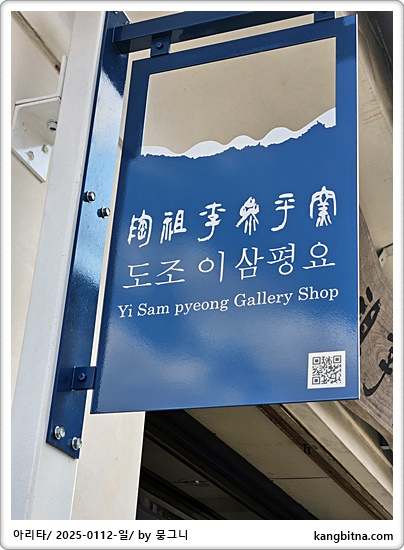 陶祖李參平窯
도조 이삼평요
Yi Sam pyeong Gallery Shop
아리타/ 2025-0112-일/ by 뭉그니
kangbitna.com